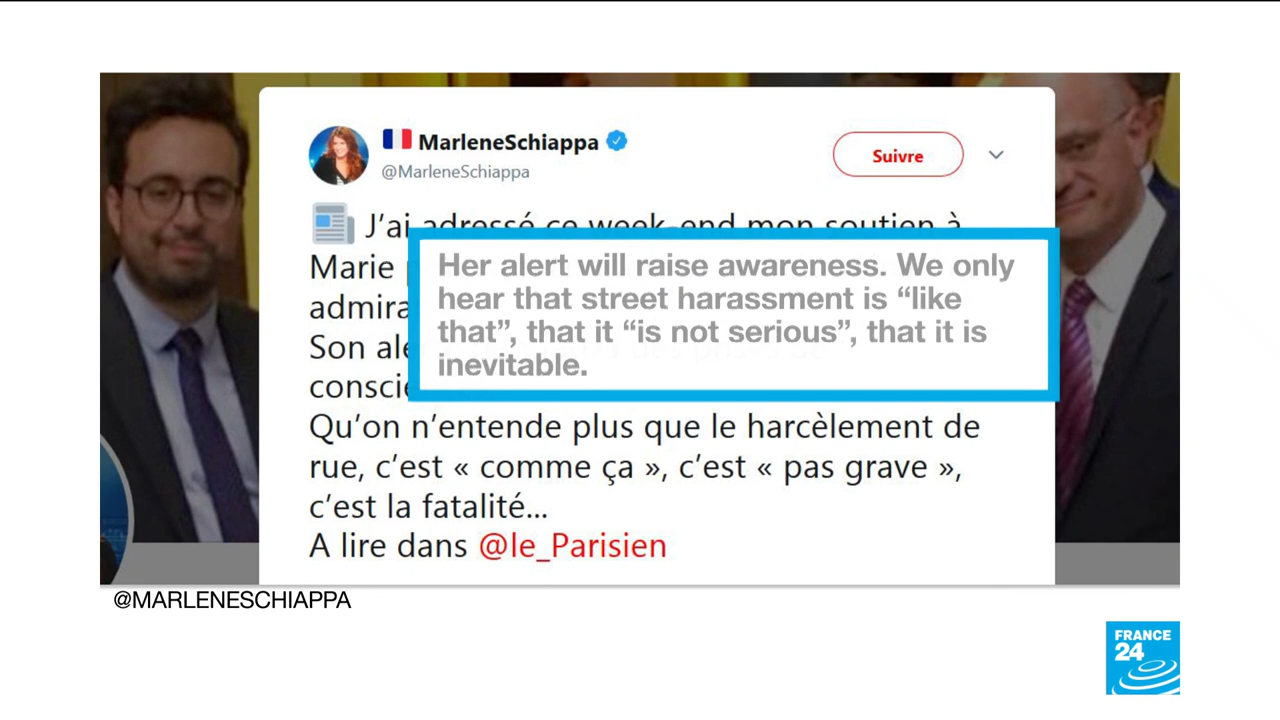 MarleneSchiappa
@MarleneSchiappa
Suivre
J'ai adressé ce week-end mon soutien à
Marie
admira
Son ale
conscie
Her alert will raise awareness. We only
hear that street harassment is “like
that”, that it “is not serious”, that it is
inevitable.
Qu'on n'entende plus que le harcèlement de
rue, c'est « comme ça », c'est « pas grave »,
c'est la fatalité...
A lire dans @le_Parisien
@MARLENESCHIAPPA
FRANCE
24